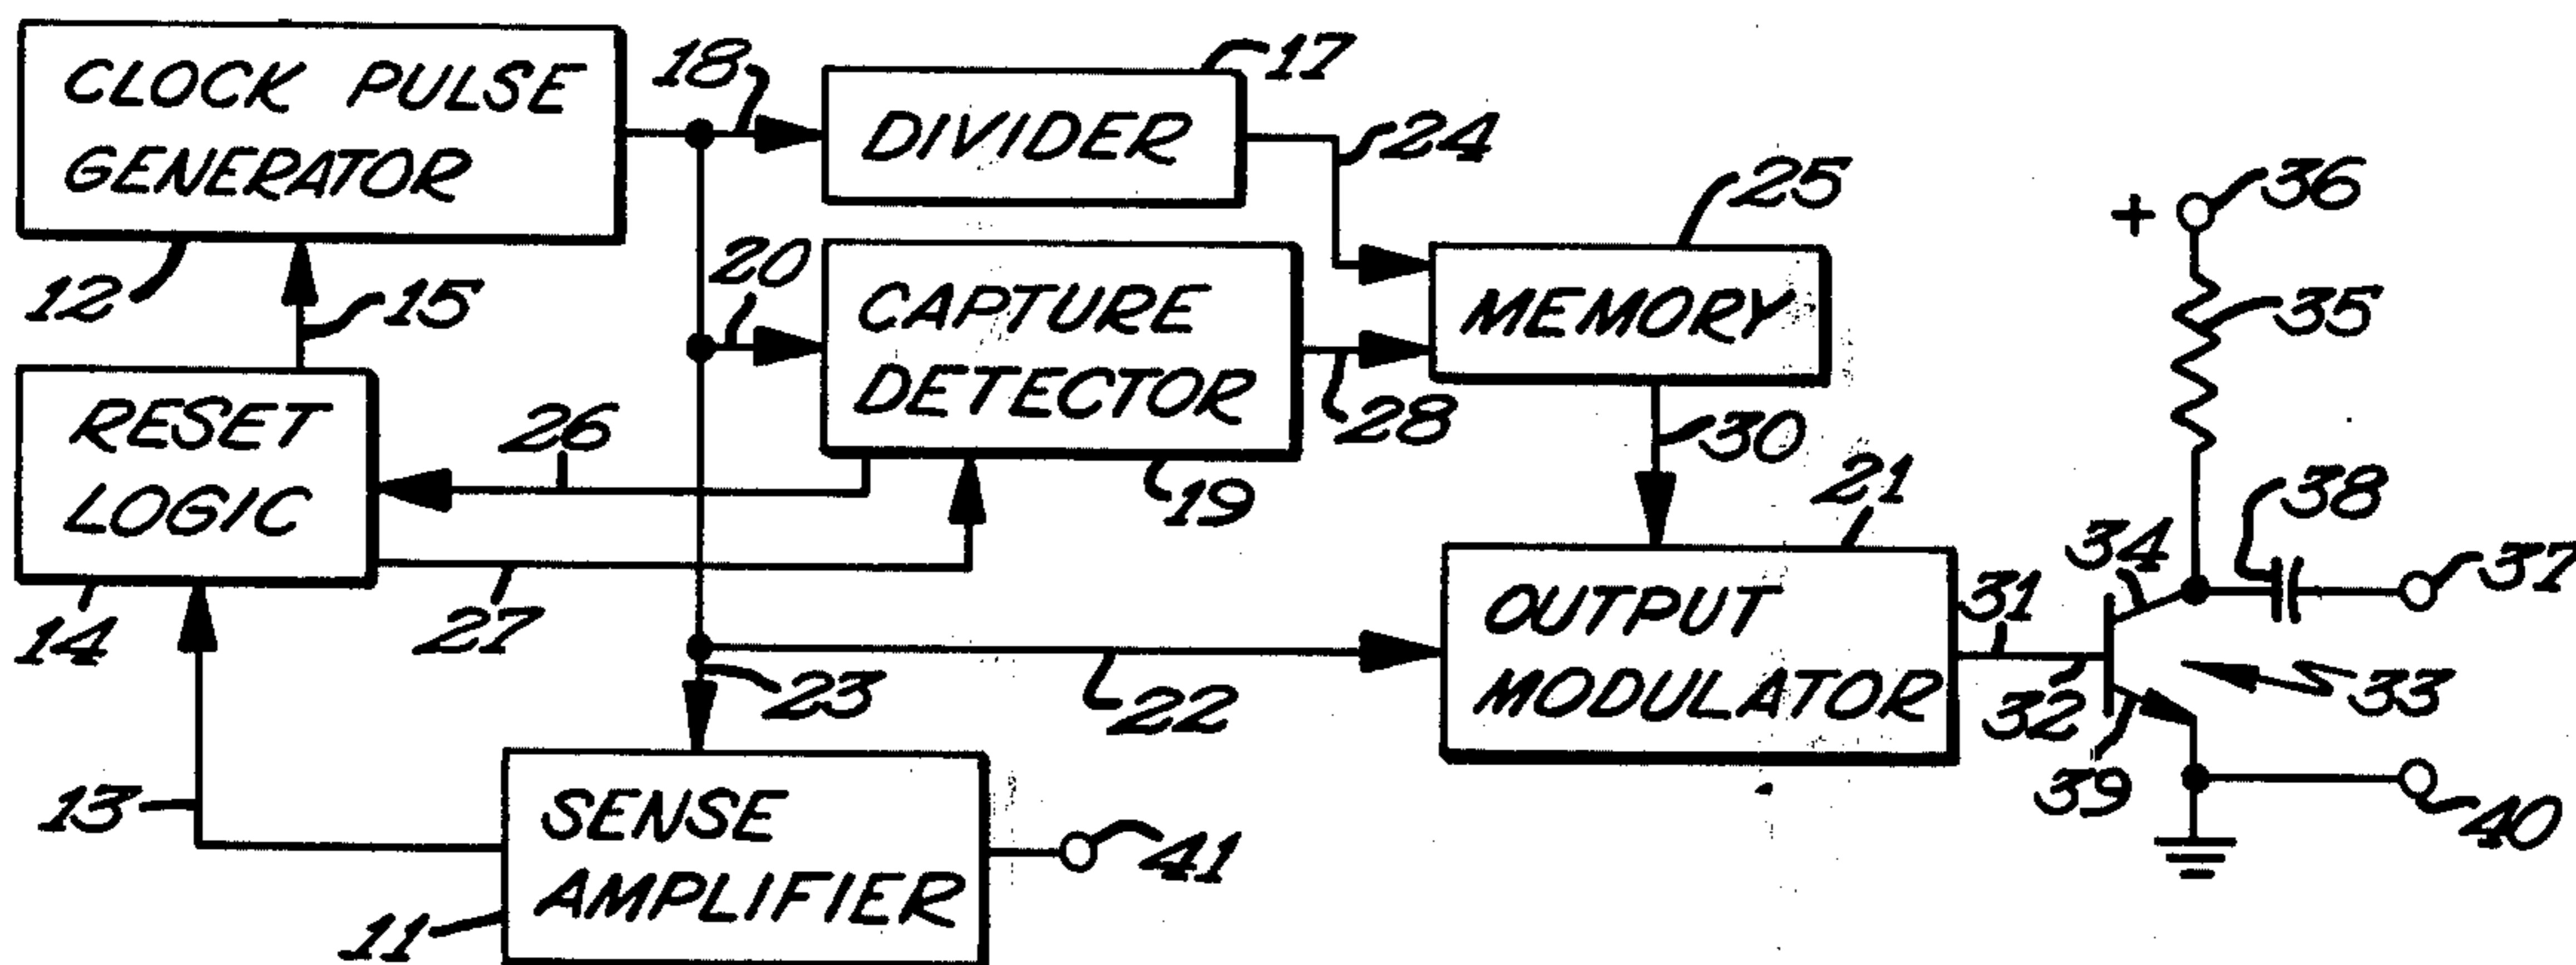 CLOCK PULSE
GENERATOR
12
18
DIVIDER
17
24
25
20
15
CAPTURE
DETECTOR
19
MEMORY
28
30
+
36
35
RESET
LOGIC
14
26
27
21
OUTPUT
MODULATOR
31
32
34
38
37
33
39
40
23
22
13
SENSE
AMPLIFIER
11
41